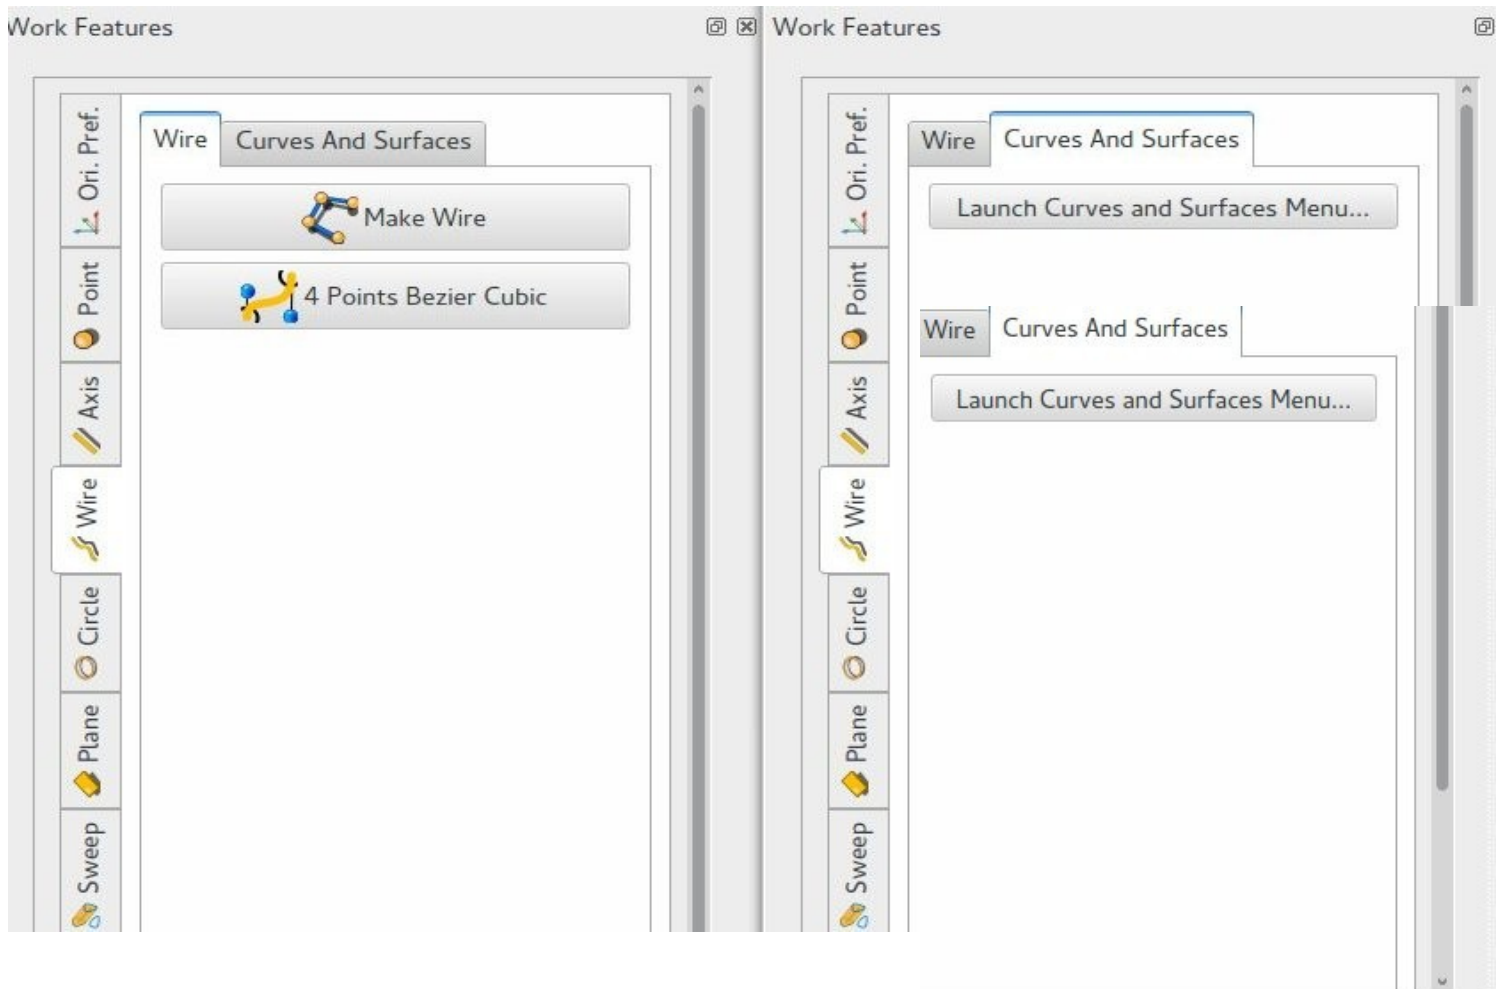 Work Features
Ori. Pref.
Point
Axis
Wire
Circle
Plane
Sweep
Wire
Curves And Surfaces
Make Wire
4 Points Bezier Cubic
Work Features
Ori. Pref.
Point
Axis
Wire
Circle
Plane
Sweep
Wire
Curves And Surfaces
Launch Curves and Surfaces Menu...
Wire
Curves And Surfaces
Launch Curves and Surfaces Menu...